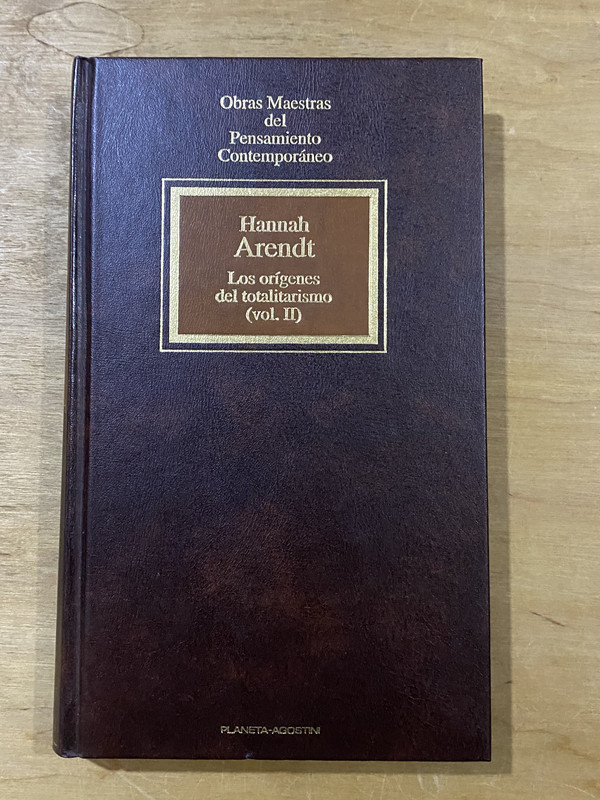 Obras Maestras
del
Pensamiento
Contemporáneo
Hannah
Arendt
Los orígenes
del totalitarismo
(vol. II)
PLANETA-AGOSTINI